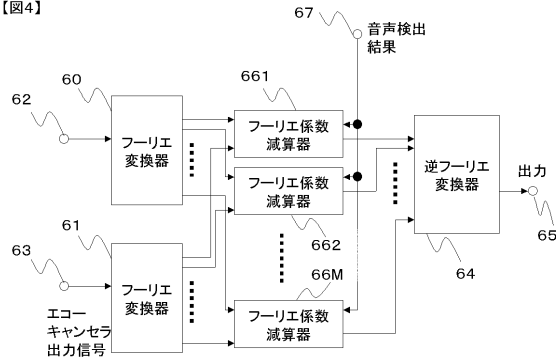 【図4】
67
音声検出
結果
60
661
62
フーリエ
変換器
フーリエ係数
減算器
フーリエ係数
減算器
逆フーリエ
変換器
出力
65
61
662
64
63
66M
フーリエ
変換器
フーリエ係数
減算器
エコー
キャンセラ
出力信号